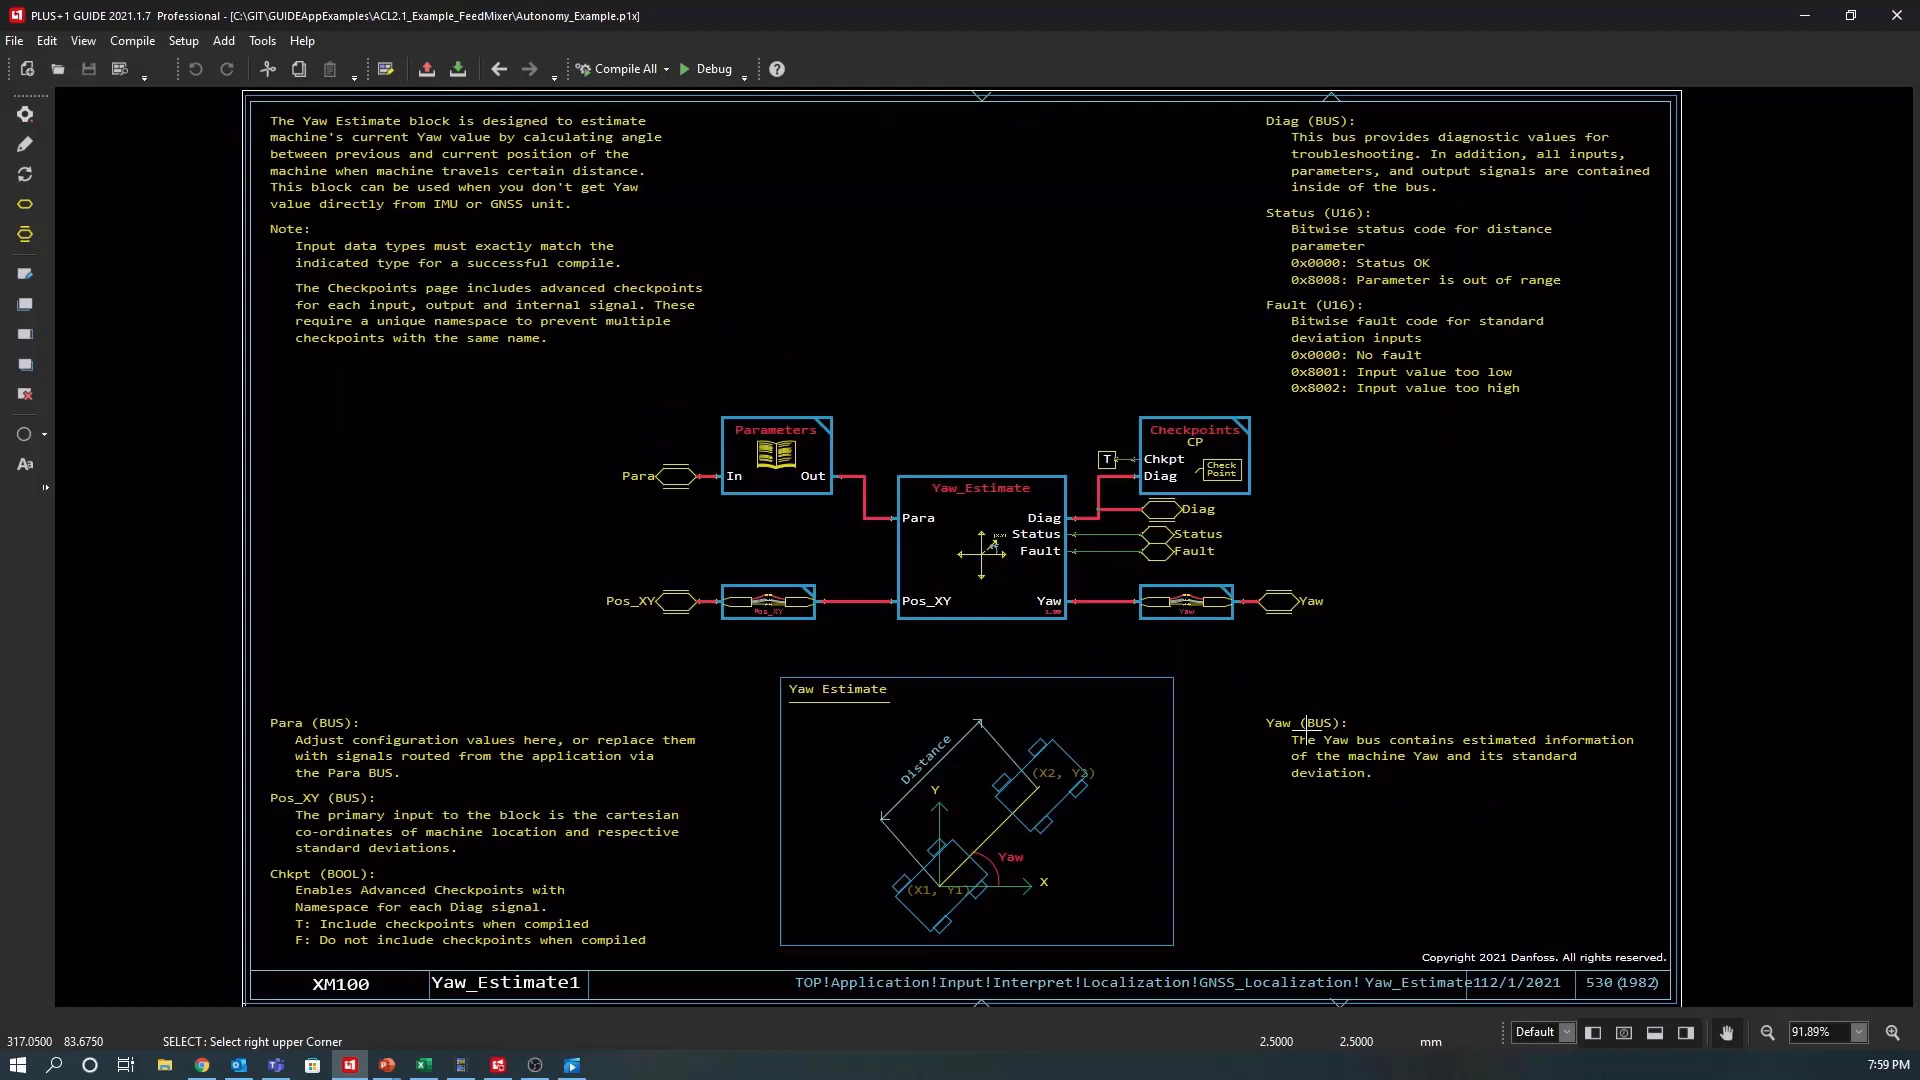 PLUS+1 GUIDE 2021.1.7 Professional - [C:\GIT\GUIDEAppExamples\ACL2.1_Example_FeedMixer\Autonomy_Example.p1x]
File Edit View Compile Setup Add Tools Help
Compile All Debug
The Yaw Estimate block is designed to estimate
machine's current Yaw value by calculating angle
between previous and current position of the
machine when machine travels certain distance.
This block can be used when you don't get Yaw
value directly from IMU or GNSS unit.
Note:
Input data types must exactly match the
indicated type for a successful compile.
The Checkpoints page includes advanced checkpoints
for each input, output and internal signal. These
require a unique namespace to prevent multiple
checkpoints with the same name.
Diag (BUS):
This bus provides diagnostic values for
troubleshooting. In addition, all inputs,
parameters, and output signals are contained
inside of the bus.
Status (U16):
Bitwise status code for distance
parameter
0x0000: Status OK
0x8008: Parameter is out of range
Fault (U16):
Bitwise fault code for standard
deviation inputs
0x0000: No fault
0x8001: Input value too low
0x8002: Input value too high
Parameters
Para
In Out
Checkpoints
CP
T
Chkpt
Check
Point
Diag
Diag
Yaw_Estimate
Para Diag
Status
Status
Fault
Fault
Pos_XY
Pos_XY
Pos_XY Yaw
Yaw
Yaw
Yaw Estimate
Distance
Y
(X2, Y2)
Yaw
(X1, Y1)
X
Para (BUS):
Adjust configuration values here, or replace them
with signals routed from the application via
the Para BUS.
Pos_XY (BUS):
The primary input to the block is the cartesian
co-ordinates of machine location and respective
standard deviations.
Chkpt (BOOL):
Enables Advanced Checkpoints with
Namespace for each Diag signal.
T: Include checkpoints when compiled
F: Do not include checkpoints when compiled
Yaw (BUS):
The Yaw bus contains estimated information
of the machine Yaw and its standard
deviation.
Copyright 2021 Danfoss. All rights reserved.
XM100 Yaw_Estimate1 TOP!Application!Input!Interpret!Localization!GNSS_Localization! Yaw_Estimate112/1/2021 530 (1982)
317.0500 83.6750 SELECT: Select right upper Corner 2.5000 2.5000 mm
Default 91.89%
7:59 PM